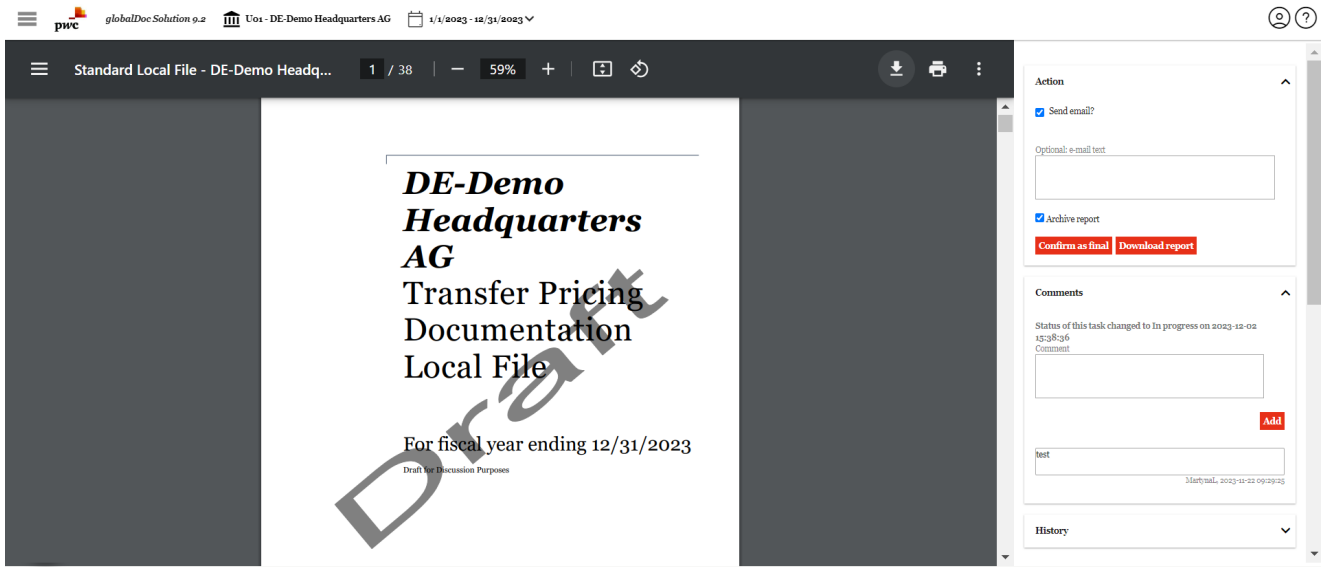 pwc
globalDoc Solution 9.2
U01 - DE-Demo Headquarters AG
1/1/2023 - 12/31/2023
?
Standard Local File - DE-Demo Headq...
1 / 38
59%
DE-Demo
Headquarters
AG
Transfer Pricing
Documentation
Local File
For fiscal year ending 12/31/2023
Draft for Discussion Purposes
Draft
Action
Send email?
Optional: e-mail text
Archive report
Confirm as final
Download report
Comments
Status of this task changed to In progress on 2023-12-02
15:38:36
Comment
Add
test
MartynaL, 2023-11-22 09:29:25
History